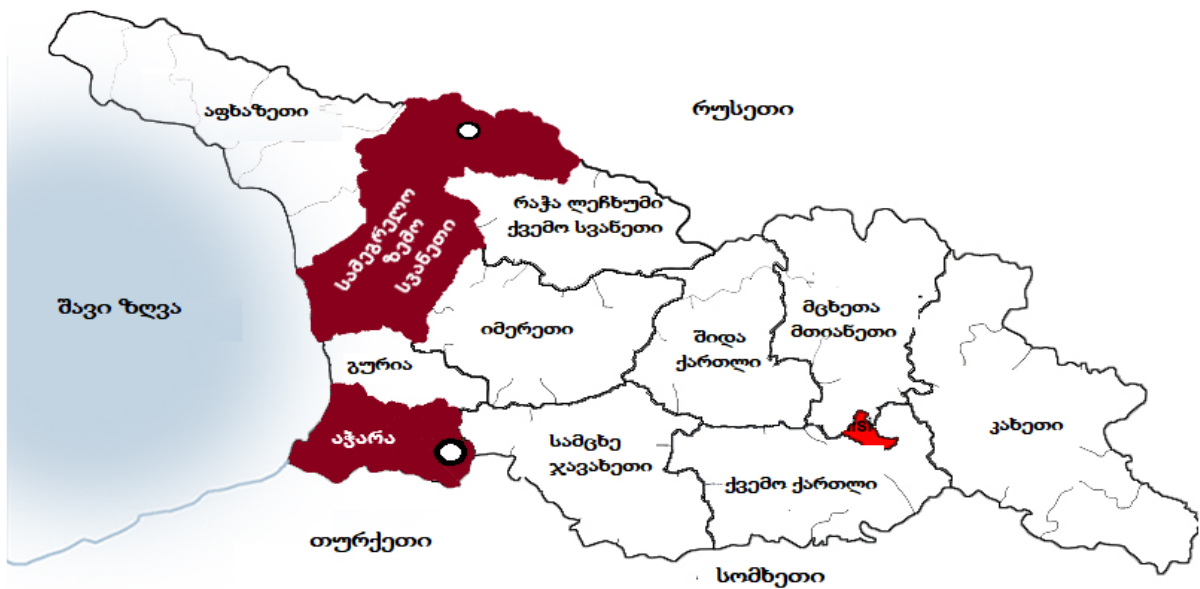 აფხაზეთი
რუსეთი
სამეგრელო
ზემო
სვანეთი
რაჭა ლეჩხუმი
ქვემო სვანეთი
შავი ზღვა
იმერეთი
შიდა
ქართლი
მცხეთა
მთიანეთი
გურია
აჭარა
სამცხე
ჯავახეთი
ქვემო ქართლი
კახეთი
თურქეთი
სომხეთი